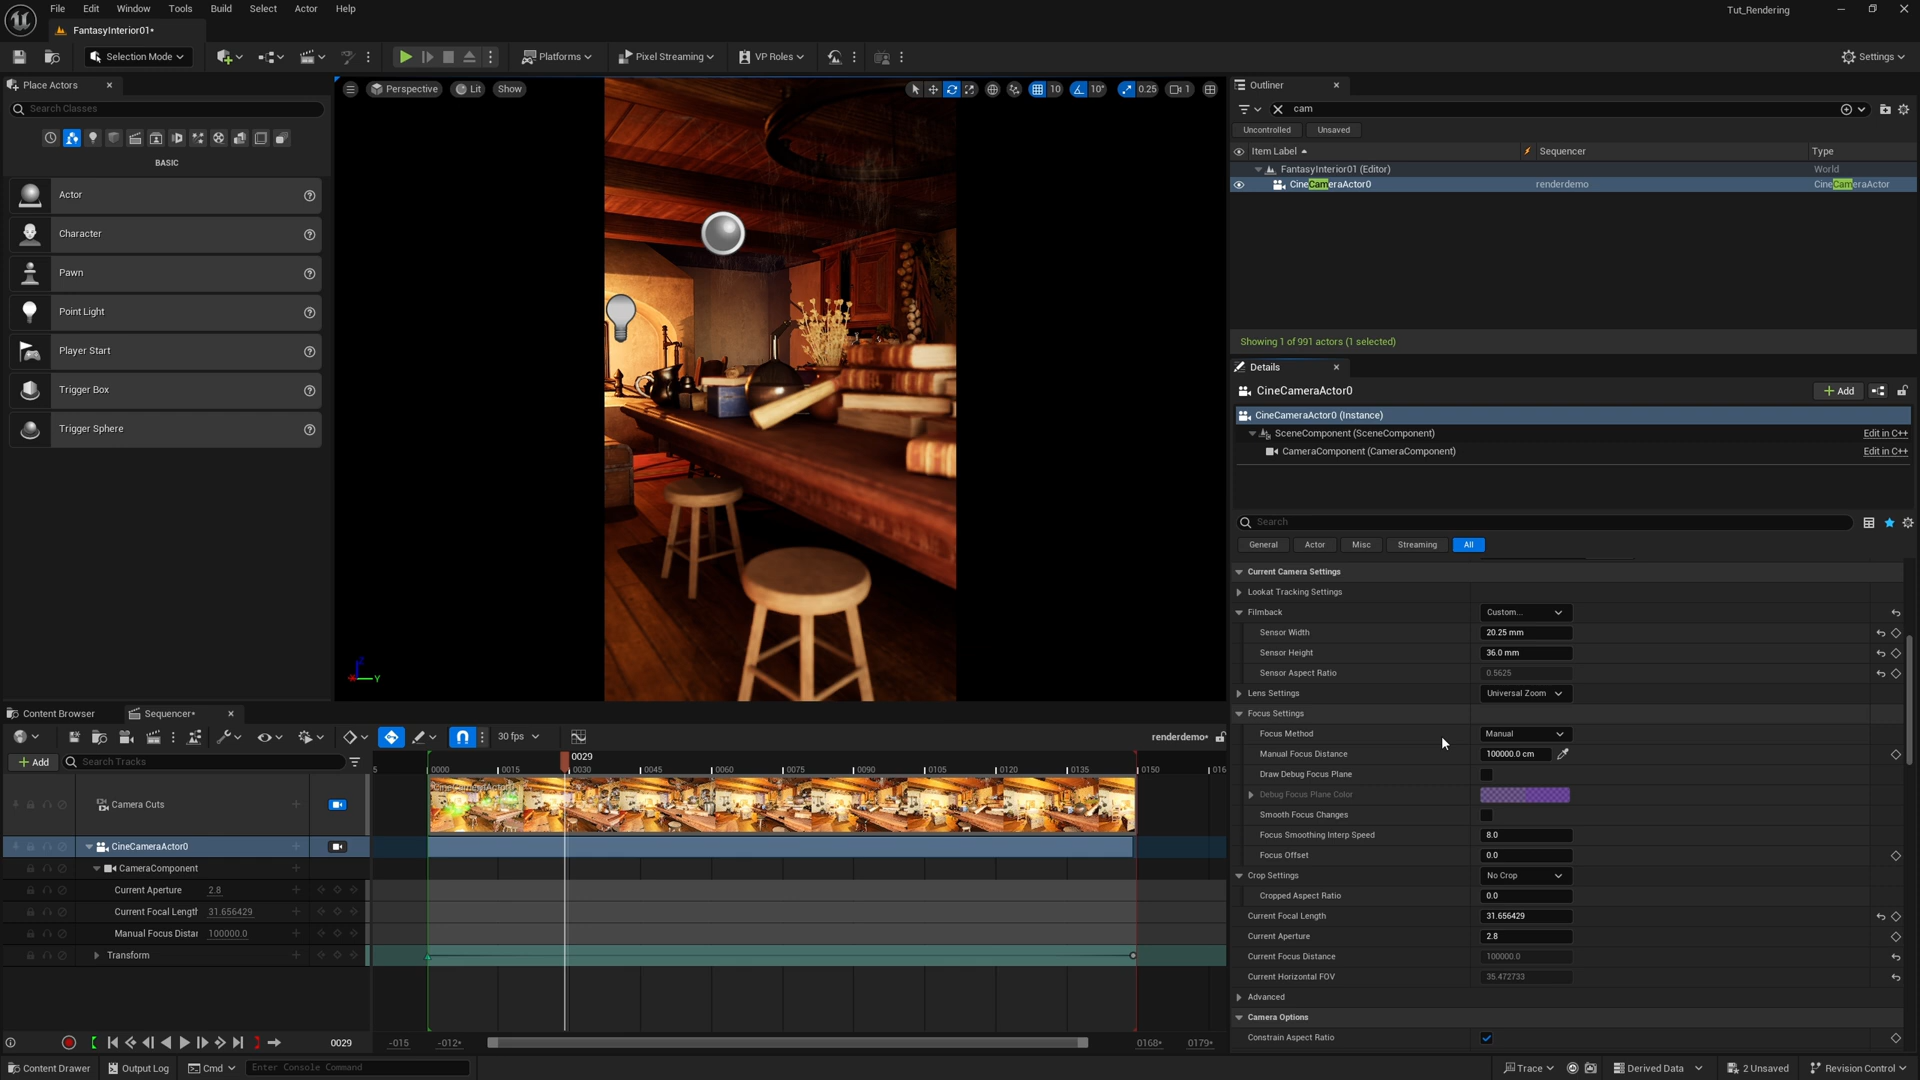 File Edit Window Tools Build Select Actor Help
Tut_Rendering
FantasyInterior01•
Selection Mode
Platforms
Pixel Streaming
VP Roles
Settings
Place Actors
Search Classes
BASIC
Actor
Character
Pawn
Point Light
Player Start
Trigger Box
Trigger Sphere
Perspective Lit Show
10 10° 0.25 1
Z
Y
Outliner
cam
Uncontrolled Unsaved
Item Label Sequencer Type
FantasyInterior01 (Editor) World
CineCameraActor0 renderdemo CineCameraActor
Showing 1 of 991 actors (1 selected)
Details
CineCameraActor0
Add
CineCameraActor0 (Instance)
SceneComponent (SceneComponent) Edit in C++
CameraComponent (CameraComponent) Edit in C++
Search
General Actor Misc Streaming All
Current Camera Settings
Lookat Tracking Settings
Filmback Custom...
Sensor Width 20.25 mm
Sensor Height 36.0 mm
Sensor Aspect Ratio 0.5625
Lens Settings Universal Zoom
Focus Settings
Focus Method Manual
Manual Focus Distance 100000.0 cm
Draw Debug Focus Plane
Debug Focus Plane Color
Smooth Focus Changes
Focus Smoothing Interp Speed 8.0
Focus Offset 0.0
Crop Settings No Crop
Cropped Aspect Ratio 0.0
Current Focal Length 31.656429
Current Aperture 2.8
Current Focus Distance 100000.0
Current Horizontal FOV 35.472733
Advanced
Camera Options
Constrain Aspect Ratio
Content Browser Sequencer•
30 fps
renderdemo•
Add
Search Tracks
0029
5 0000 0015 0030 0045 0060 0075 0090 0105 0120 0135 0150 016
Camera Cuts
CineCameraActor0
CameraComponent
Current Aperture 2.8
Current Focal Lengt 31.656429
Manual Focus Distar 100000.0
Transform
0029
-015 -012• 0168• 0179•
Content Drawer Output Log Cmd Enter Console Command
Trace Derived Data 2 Unsaved Revision Control